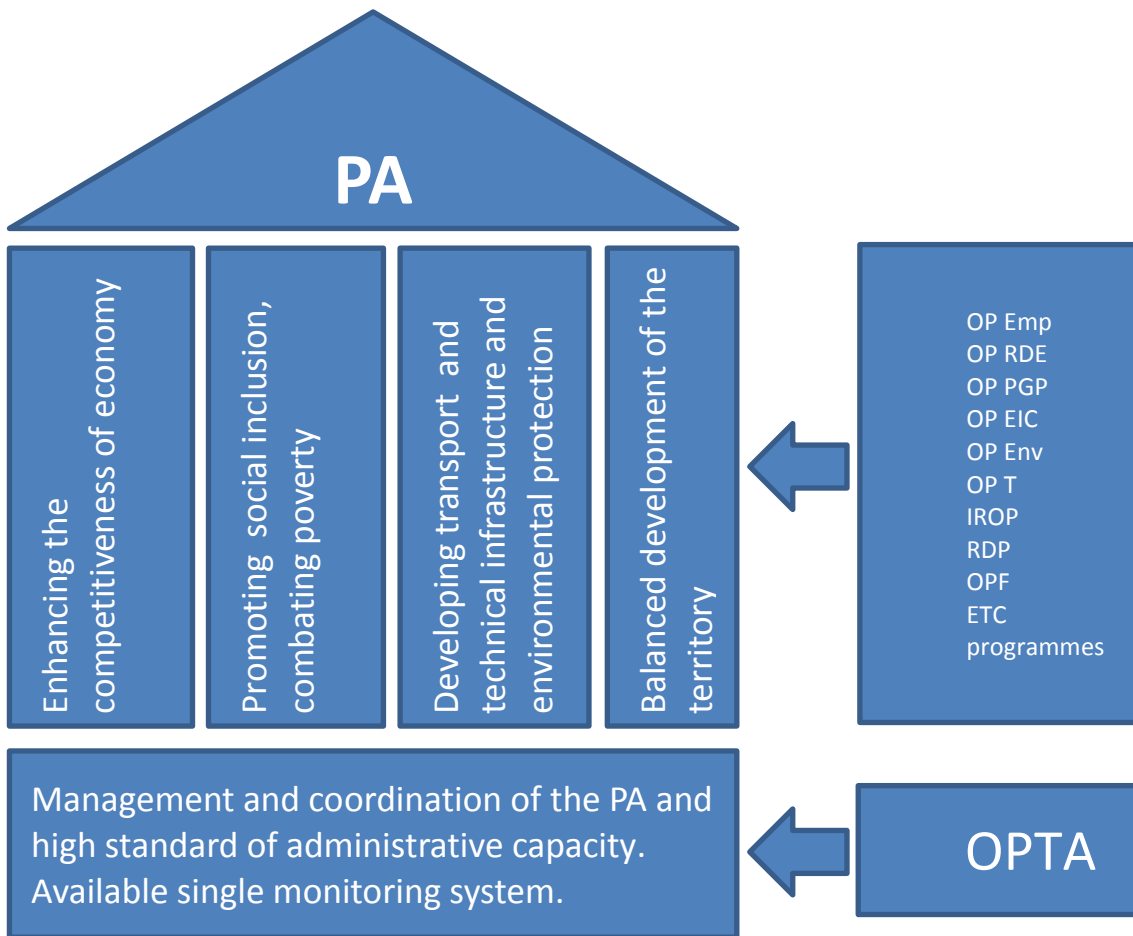 PA
Enhancing the
competitiveness of economy
Promoting social inclusion,
combating poverty
Developing transport and
technical infrastructure and
environmental protection
Balanced development of the
territory
OP Emp
OP RDE
OP PGP
OP EIC
OP Env
OP T
IROP
RDP
OPF
ETC
programmes
Management and coordination of the PA and
high standard of administrative capacity.
Available single monitoring system.
OPTA